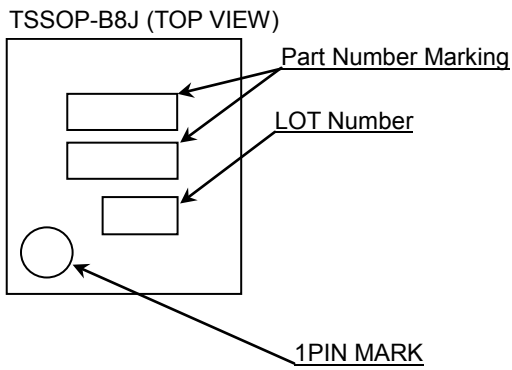 TSSOP-B8J (TOP VIEW)
Part Number Marking
LOT Number
1PIN MARK